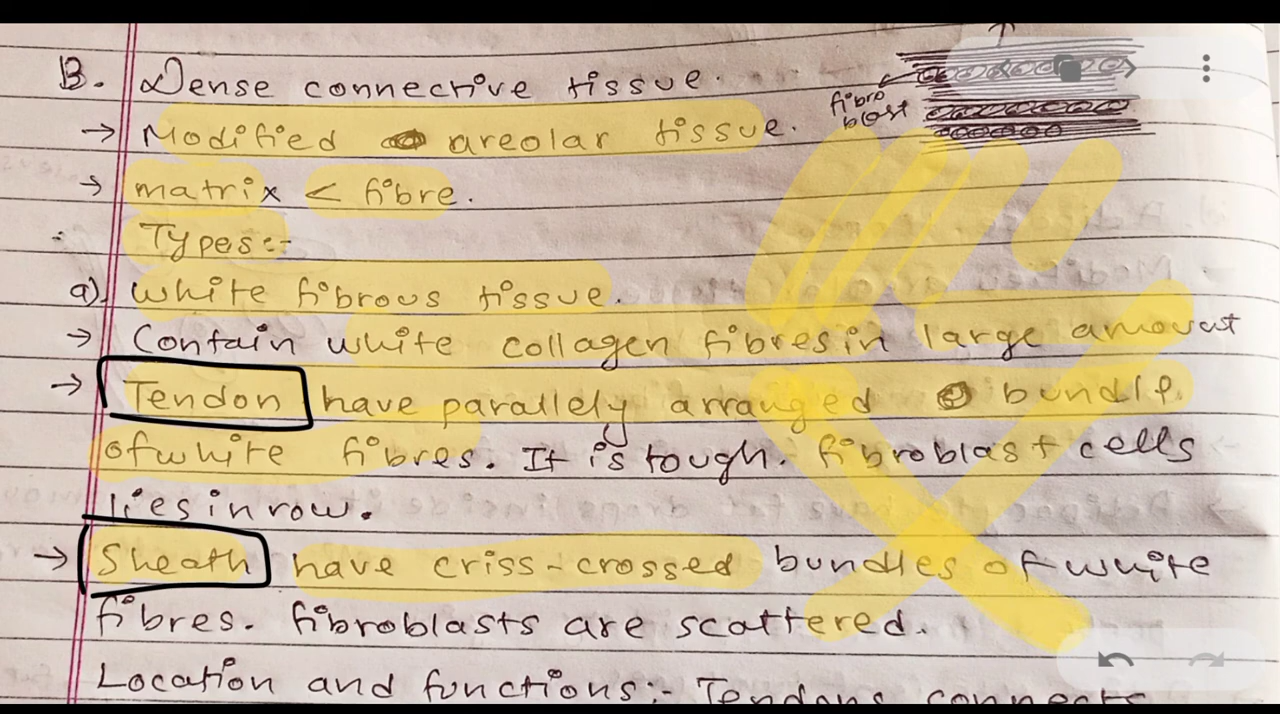 B. Dense connective tissue.
fibro
blast
→ Modified areolar tissue.
→ matrix < fibre.
Types:-
a) White fibrous tissue.
→ Contain white collagen fibres in large amount
→ Tendon have parallely arranged bundle
of white fibres. It is tough. fibroblast cells
lies in row.
→ Sheath have criss-crossed bundles of white
fibres. fibroblasts are scattered.
Location and functions:- Tendons connects